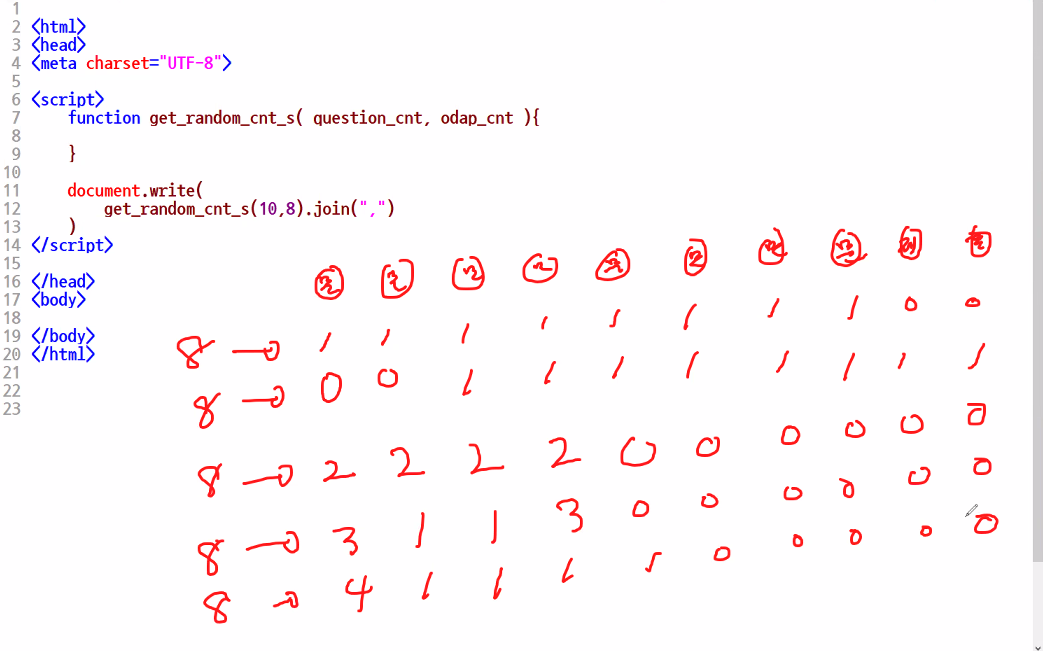 1
2 <html>
3 <head>
4 <meta charset="UTF-8">
5
6 <script>
7 function get_random_cnt_s( question_cnt, odap_cnt ){
8
9 }
10
11 document.write(
12 get_random_cnt_s(10,8).join(",")
13 )
14 </script>
15
16 </head>
17 <body>
18
19 </body>
20 </html>
21
22
23
8 → 1 1 1 1 1 1 1 1 0 0
8 → 0 0 1 1 1 1 1 1 1 1
8 → 2 2 2 2 0 0 0 0 0 0
8 → 3 1 1 3 0 0 0 0 0 0
8 → 4 1 1 1 1 0 0 0 0 0